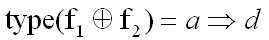 type(f₁ ⊕ f₂) = a ⇒ d